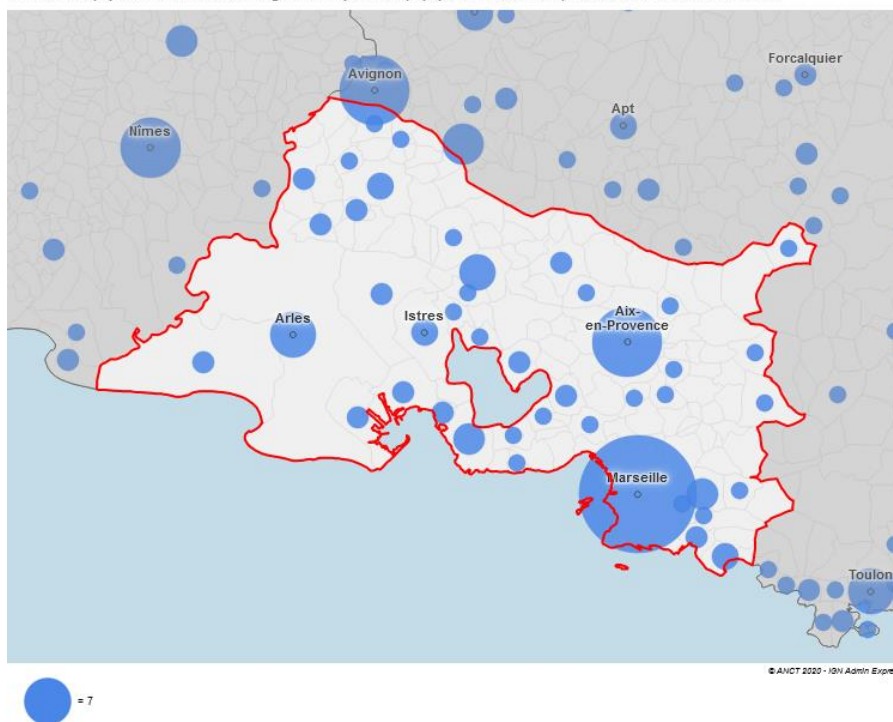 Forcalquier
Avignon
Apt
Nîmes
Aix-
en-Provence
Arles
Istres
Marseille
Toulon
© ANCT 2020 - IGN Admin Expre
= 7